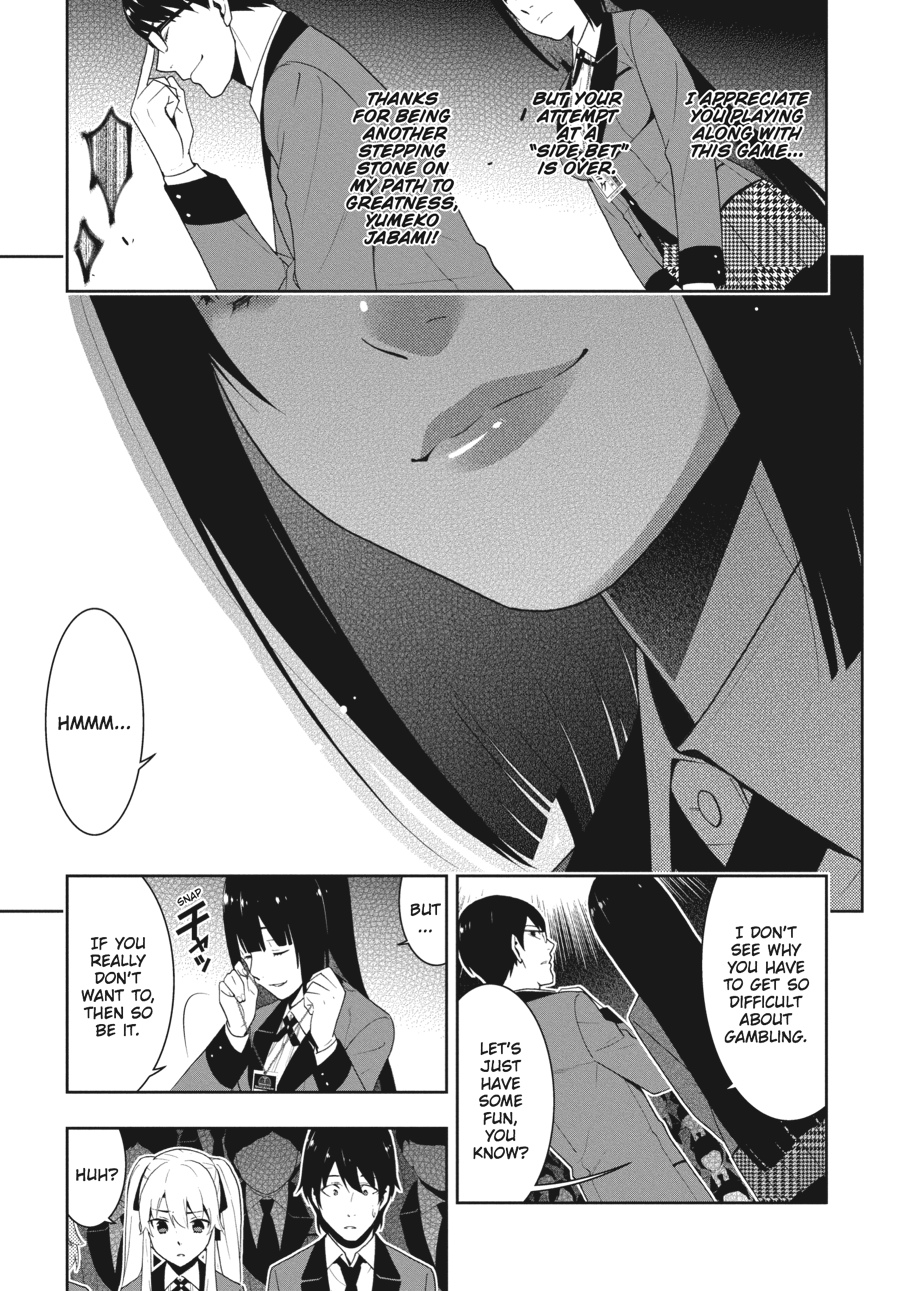 I APPRECIATE
YOU PLAYING
ALONG WITH
THIS GAME...
BUT YOUR
ATTEMPT
AT A
"SIDE BET"
IS OVER.
THANKS
FOR BEING
ANOTHER
STEPPING
STONE ON
MY PATH TO
GREATNESS,
YUMEKO
JABAMI!
HMMM...
I DON'T
SEE WHY
YOU HAVE
TO GET SO
DIFFICULT
ABOUT
GAMBLING.
LET'S
JUST
HAVE
SOME
FUN,
YOU
KNOW?
BUT
...
SNAP
チャッ
IF YOU
REALLY
DON'T
WANT TO,
THEN SO
BE IT.
HUH?